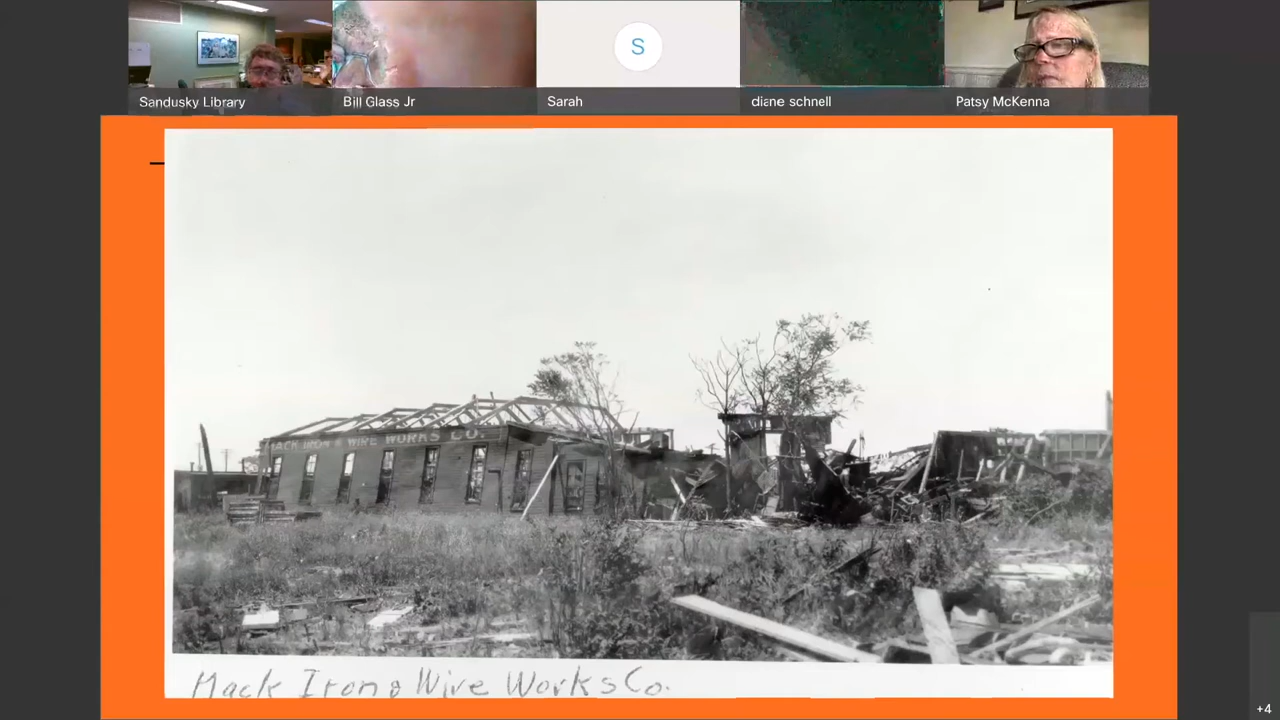 S
Sandusky Library
Bill Glass Jr
Sarah
diane schnell
Patsy McKenna
MACK IRON & WIRE WORKS CO.
Mack Iron & Wire Works Co.
+4